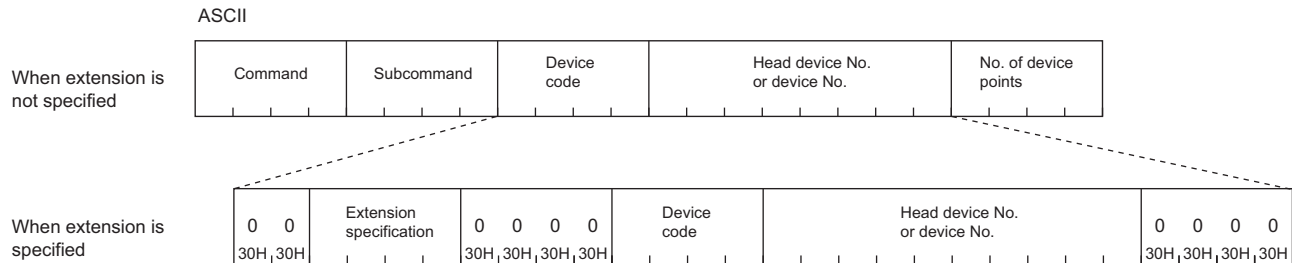 ASCII
When extension is
not specified
Command
Subcommand
Device
code
Head device No.
or device No.
No. of device
points
When extension is
specified
0 0
30H 30H
Extension
specification
0 0 0 0
30H 30H 30H 30H
Device
code
Head device No.
or device No.
0 0 0 0
30H 30H 30H 30H